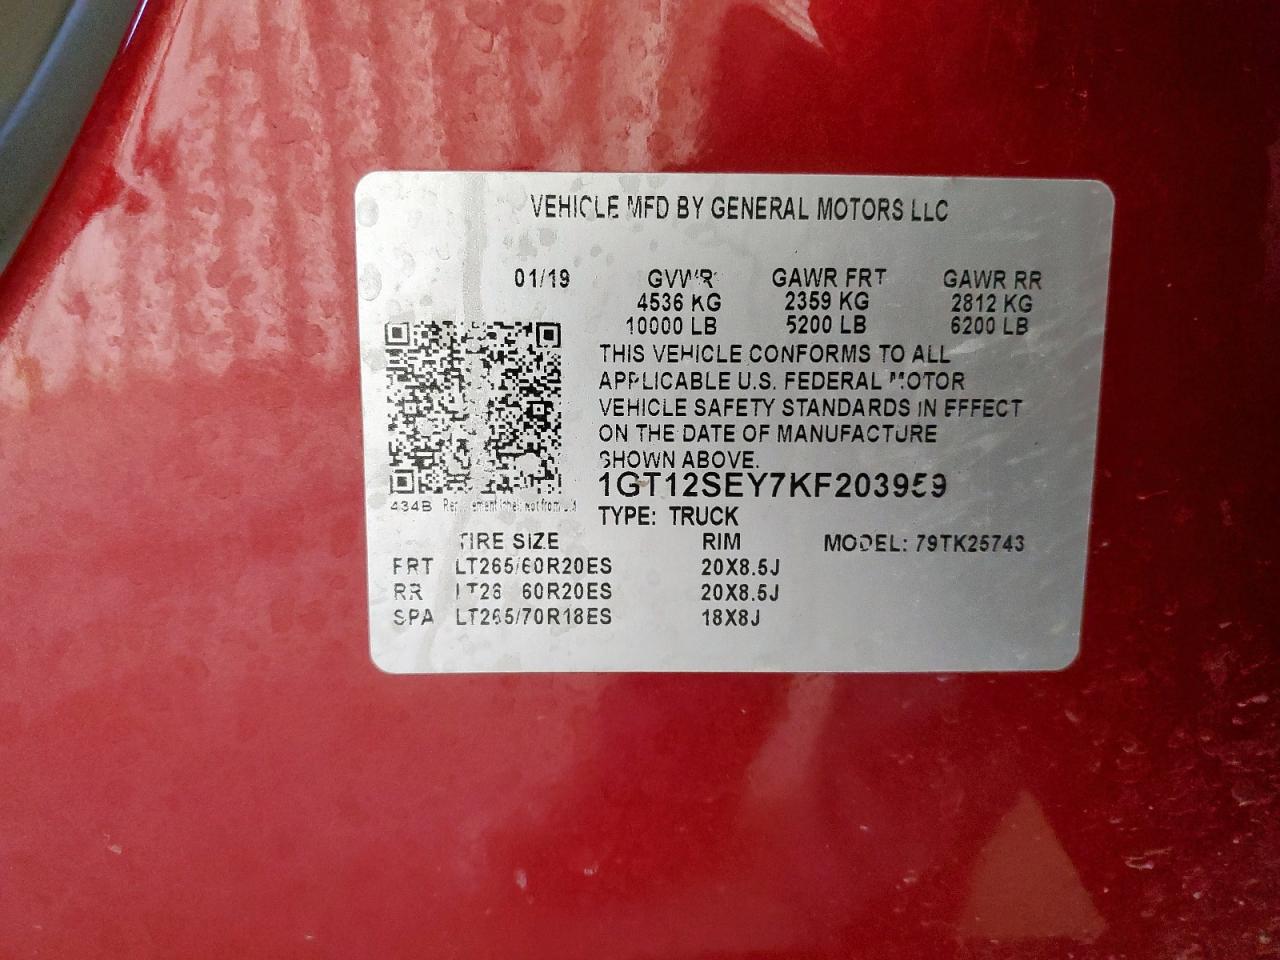 VEHICLE MFD BY GENERAL MOTORS LLC
01/19 GVWR GAWR FRT GAWR RR
4536 KG 2359 KG 2812 KG
10000 LB 5200 LB 6200 LB
THIS VEHICLE CONFORMS TO ALL
APPLICABLE U.S. FEDERAL MOTOR
VEHICLE SAFETY STANDARDS IN EFFECT
ON THE DATE OF MANUFACTURE
SHOWN ABOVE.
1GT12SEY7KF203959
434B
TYPE: TRUCK
TIRE SIZE RIM MODEL: 79TK25743
FRT LT265/60R20ES 20X8.5J
RR 60R20ES 20X8.5J
SPA LT265/70R18ES 18X8J